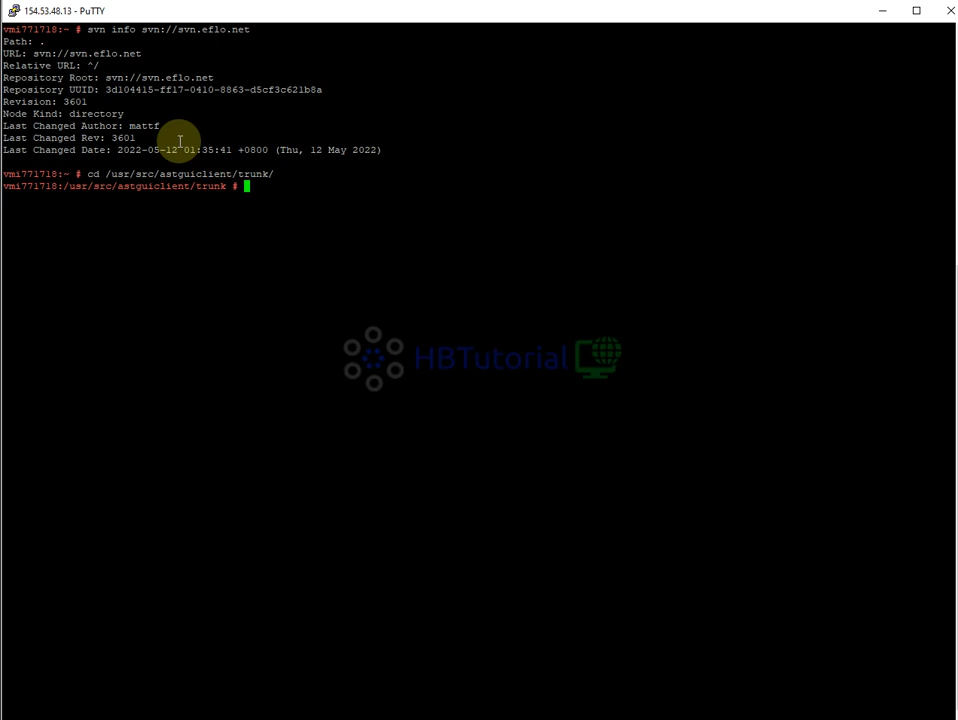 154.53.48.13 - PuTTY
vmi771718:~ # svn info svn://svn.eflo.net
Path: .
URL: svn://svn.eflo.net
Relative URL: ^/
Repository Root: svn://svn.eflo.net
Repository UUID: 3d104415-ff17-0410-8863-d5cf3c621b8a
Revision: 3601
Node Kind: directory
Last Changed Author: mattf
Last Changed Rev: 3601
Last Changed Date: 2022-05-12 01:35:41 +0800 (Thu, 12 May 2022)
vmi771718:~ # cd /usr/src/astguiclient/trunk/
vmi771718:/usr/src/astguiclient/trunk #
HBTutorial